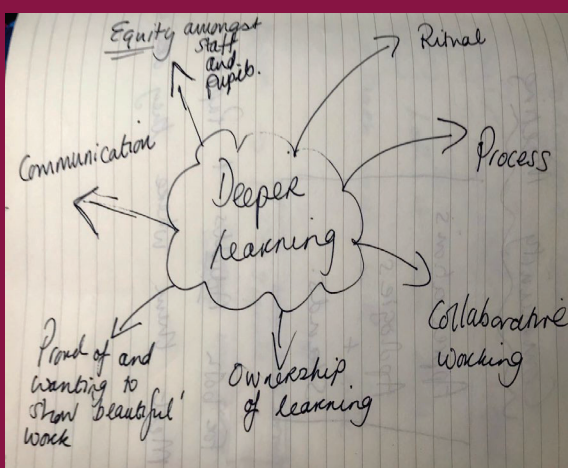 Equity amongst
staff
and
pupils.
Ritual
Communication
Process
Deeper
learning
Collaborative
working
Proud of and
wanting to
show 'beautiful'
work
Ownership
of learning